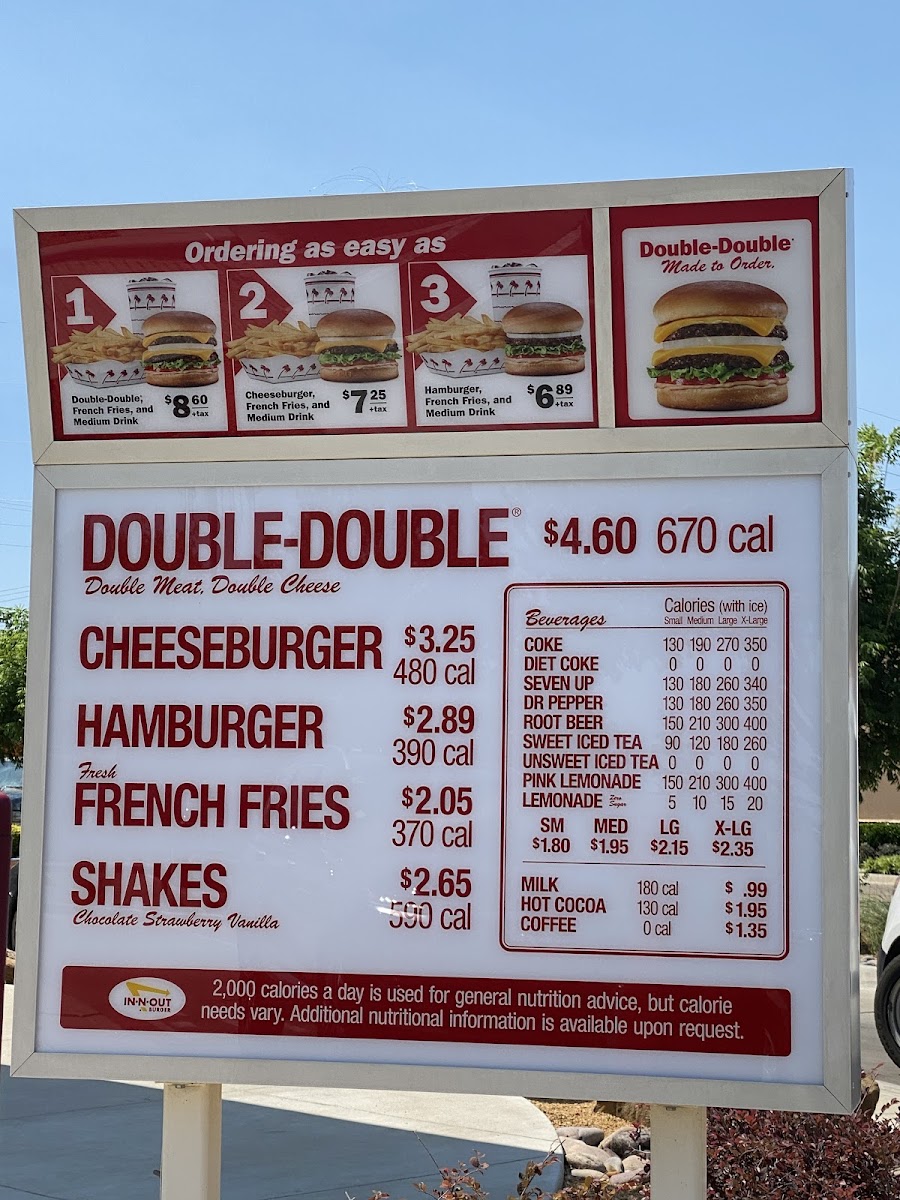 Ordering as easy as
1
Double-Double,
French Fries, and
Medium Drink
$8 60
+tax
2
Cheeseburger,
French Fries, and
Medium Drink
$7 25
+tax
3
Hamburger,
French Fries, and
Medium Drink
$6 89
+tax
Double-Double®
Made to Order.
DOUBLE-DOUBLE® $4.60 670 cal
Double Meat, Double Cheese
CHEESEBURGER $3.25
480 cal
HAMBURGER $2.89
390 cal
Fresh
FRENCH FRIES $2.05
370 cal
SHAKES $2.65
Chocolate Strawberry Vanilla 590 cal
Beverages Calories (with ice)
Small Medium Large X-Large
COKE 130 190 270 350
DIET COKE 0 0 0 0
SEVEN UP 130 180 260 340
DR PEPPER 130 180 260 350
ROOT BEER 150 210 300 400
SWEET ICED TEA 90 120 180 260
UNSWEET ICED TEA 0 0 0 0
PINK LEMONADE 150 210 300 400
LEMONADE Zero Sugar 5 10 15 20
SM MED LG X-LG
$1.80 $1.95 $2.15 $2.35
MILK 180 cal $ .99
HOT COCOA 130 cal $1.95
COFFEE 0 cal $1.35
IN-N-OUT
BURGER
2,000 calories a day is used for general nutrition advice, but calorie
needs vary. Additional nutritional information is available upon request.